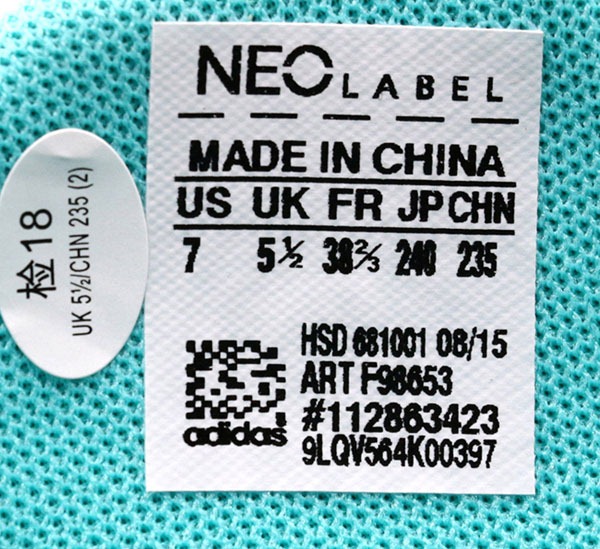 NEO LABEL
MADE IN CHINA
US UK FR JP CHN
7 5½ 38⅔ 240 235
HSD 681001 08/15
ART F98653
#112863423
9LQV564K00397
adidas
检18
UK 5½/CHN 235 (2)